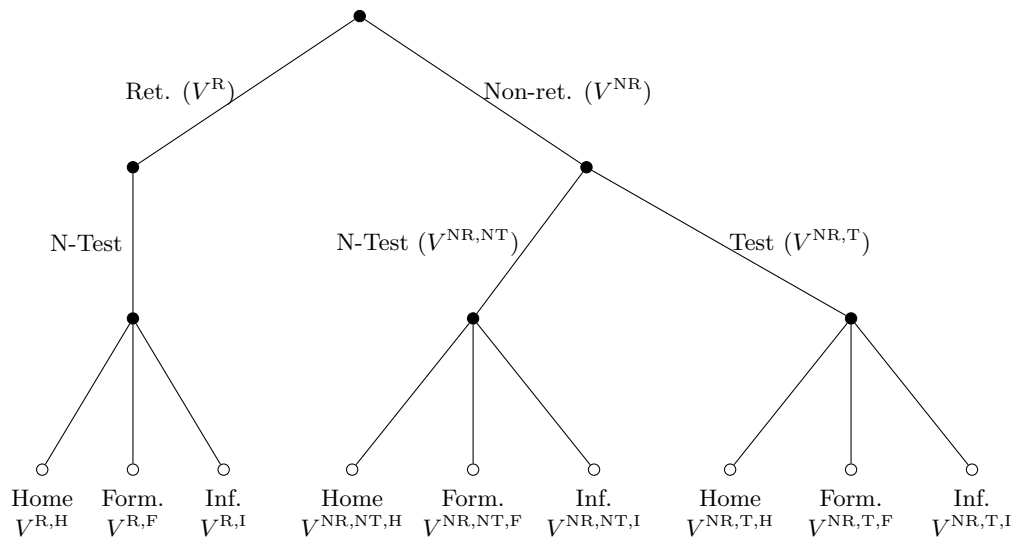 Ret. (V^R)
Non-ret. (V^NR)
N-Test
N-Test (V^NR,NT)
Test (V^NR,T)
Home Form. Inf. Home Form. Inf. Home Form. Inf.
V^R,H V^R,F V^R,I V^NR,NT,H V^NR,NT,F V^NR,NT,I V^NR,T,H V^NR,T,F V^NR,T,I